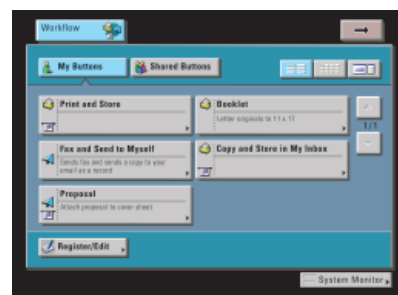 Workflow
My Buttons
Shared Buttons
Print and Store
Booklet
Letter originals to 11 x 17
1/1
Fax and Send to Myself
Sends fax and sends a copy to your
email as a record
Copy and Store in My Inbox
Proposal
Attach proposal to cover sheet
Register/Edit
System Monitor